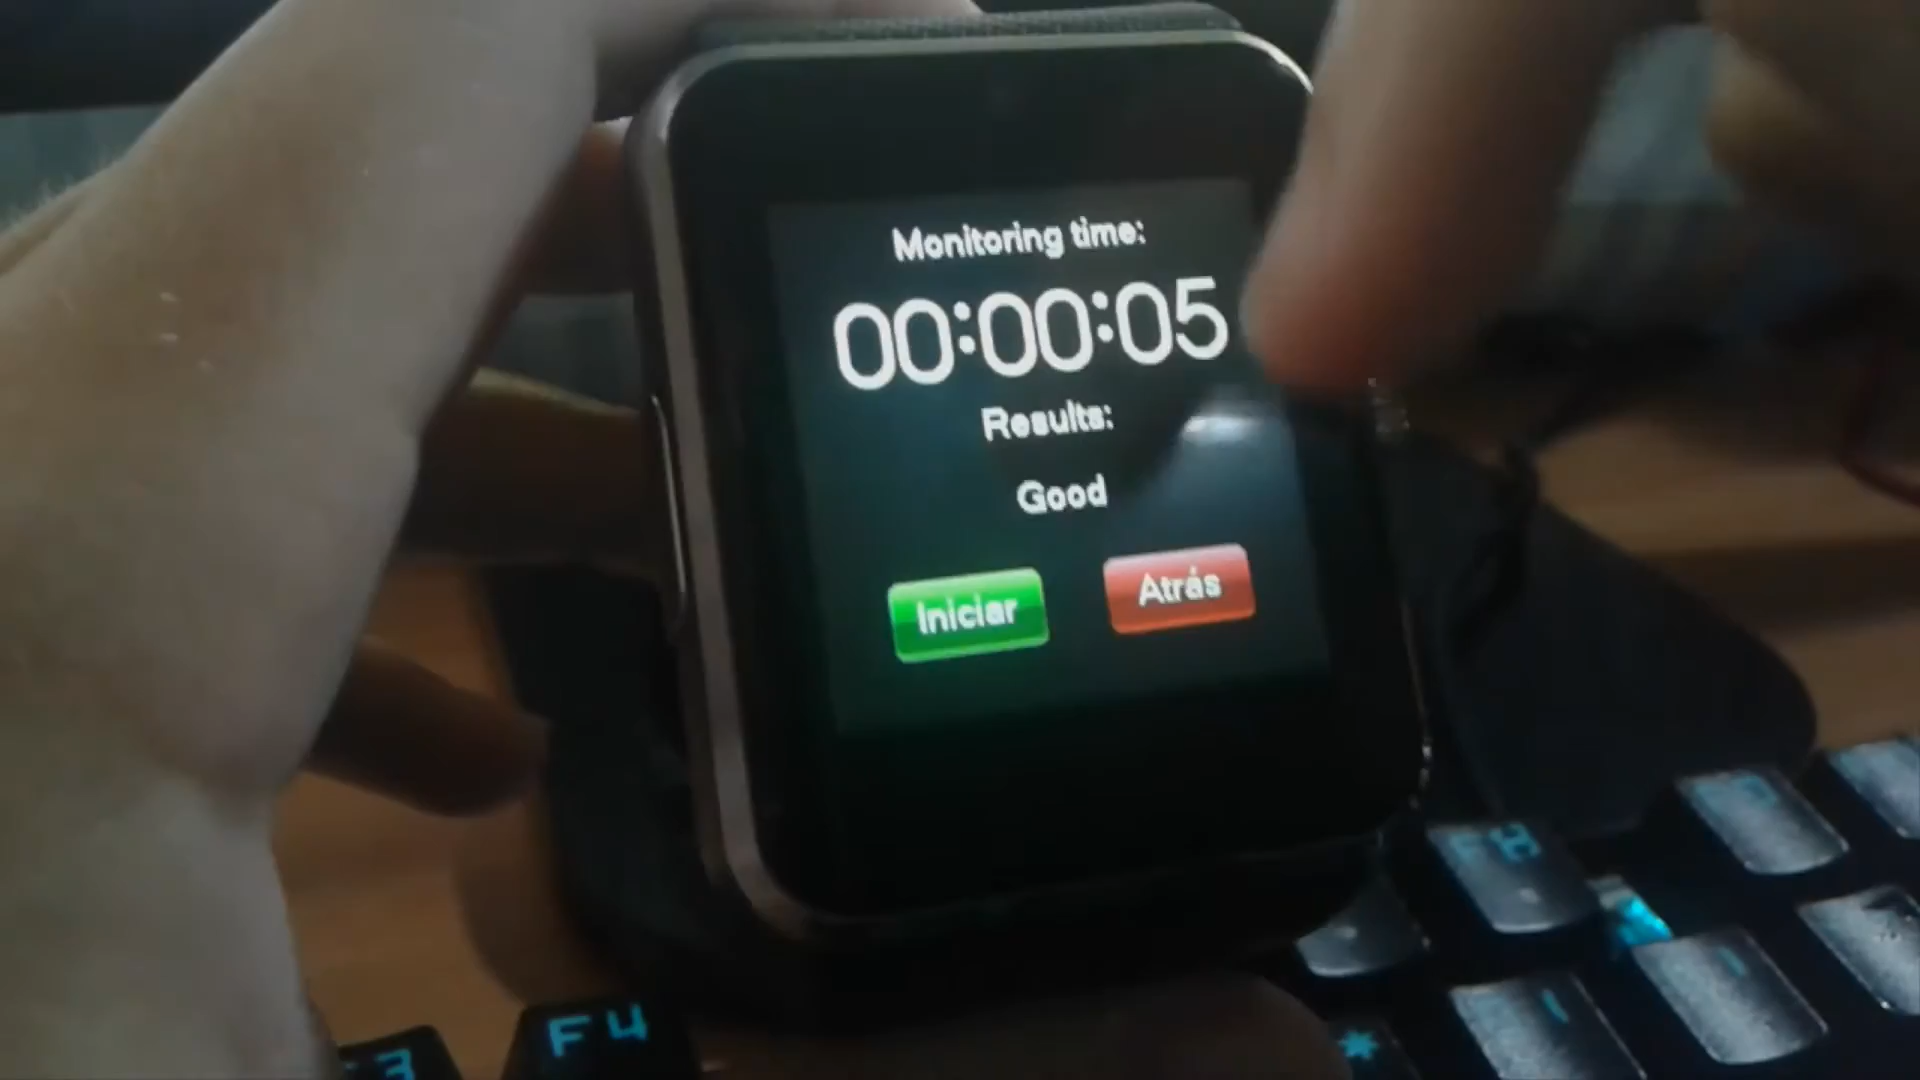 Monitoring time:
00:00:05
Results:
Good
Iniciar
Atrás
F4
*